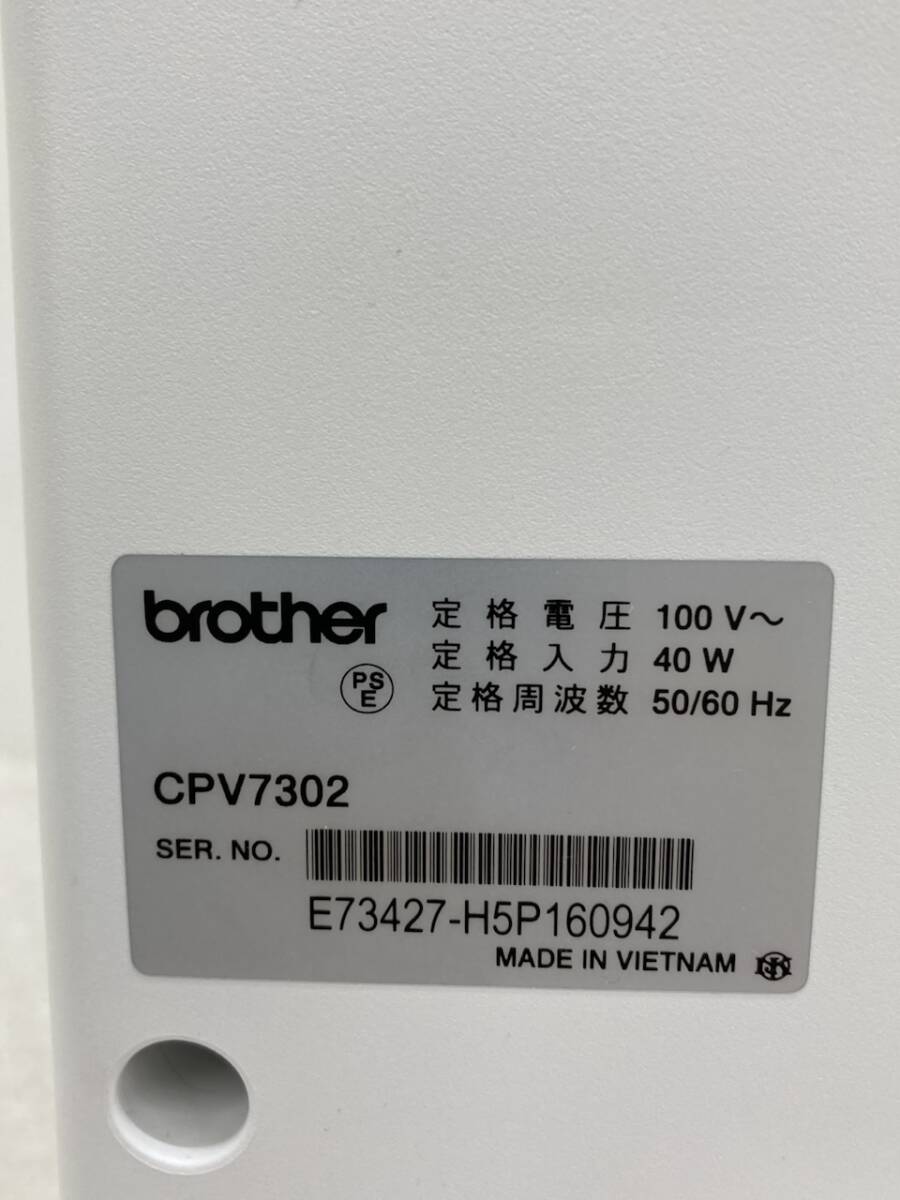 brother
定格電圧 100 V～
定格入力 40 W
定格周波数 50/60 Hz
PS
E
CPV7302
SER. NO.
E73427-H5P160942
MADE IN VIETNAM